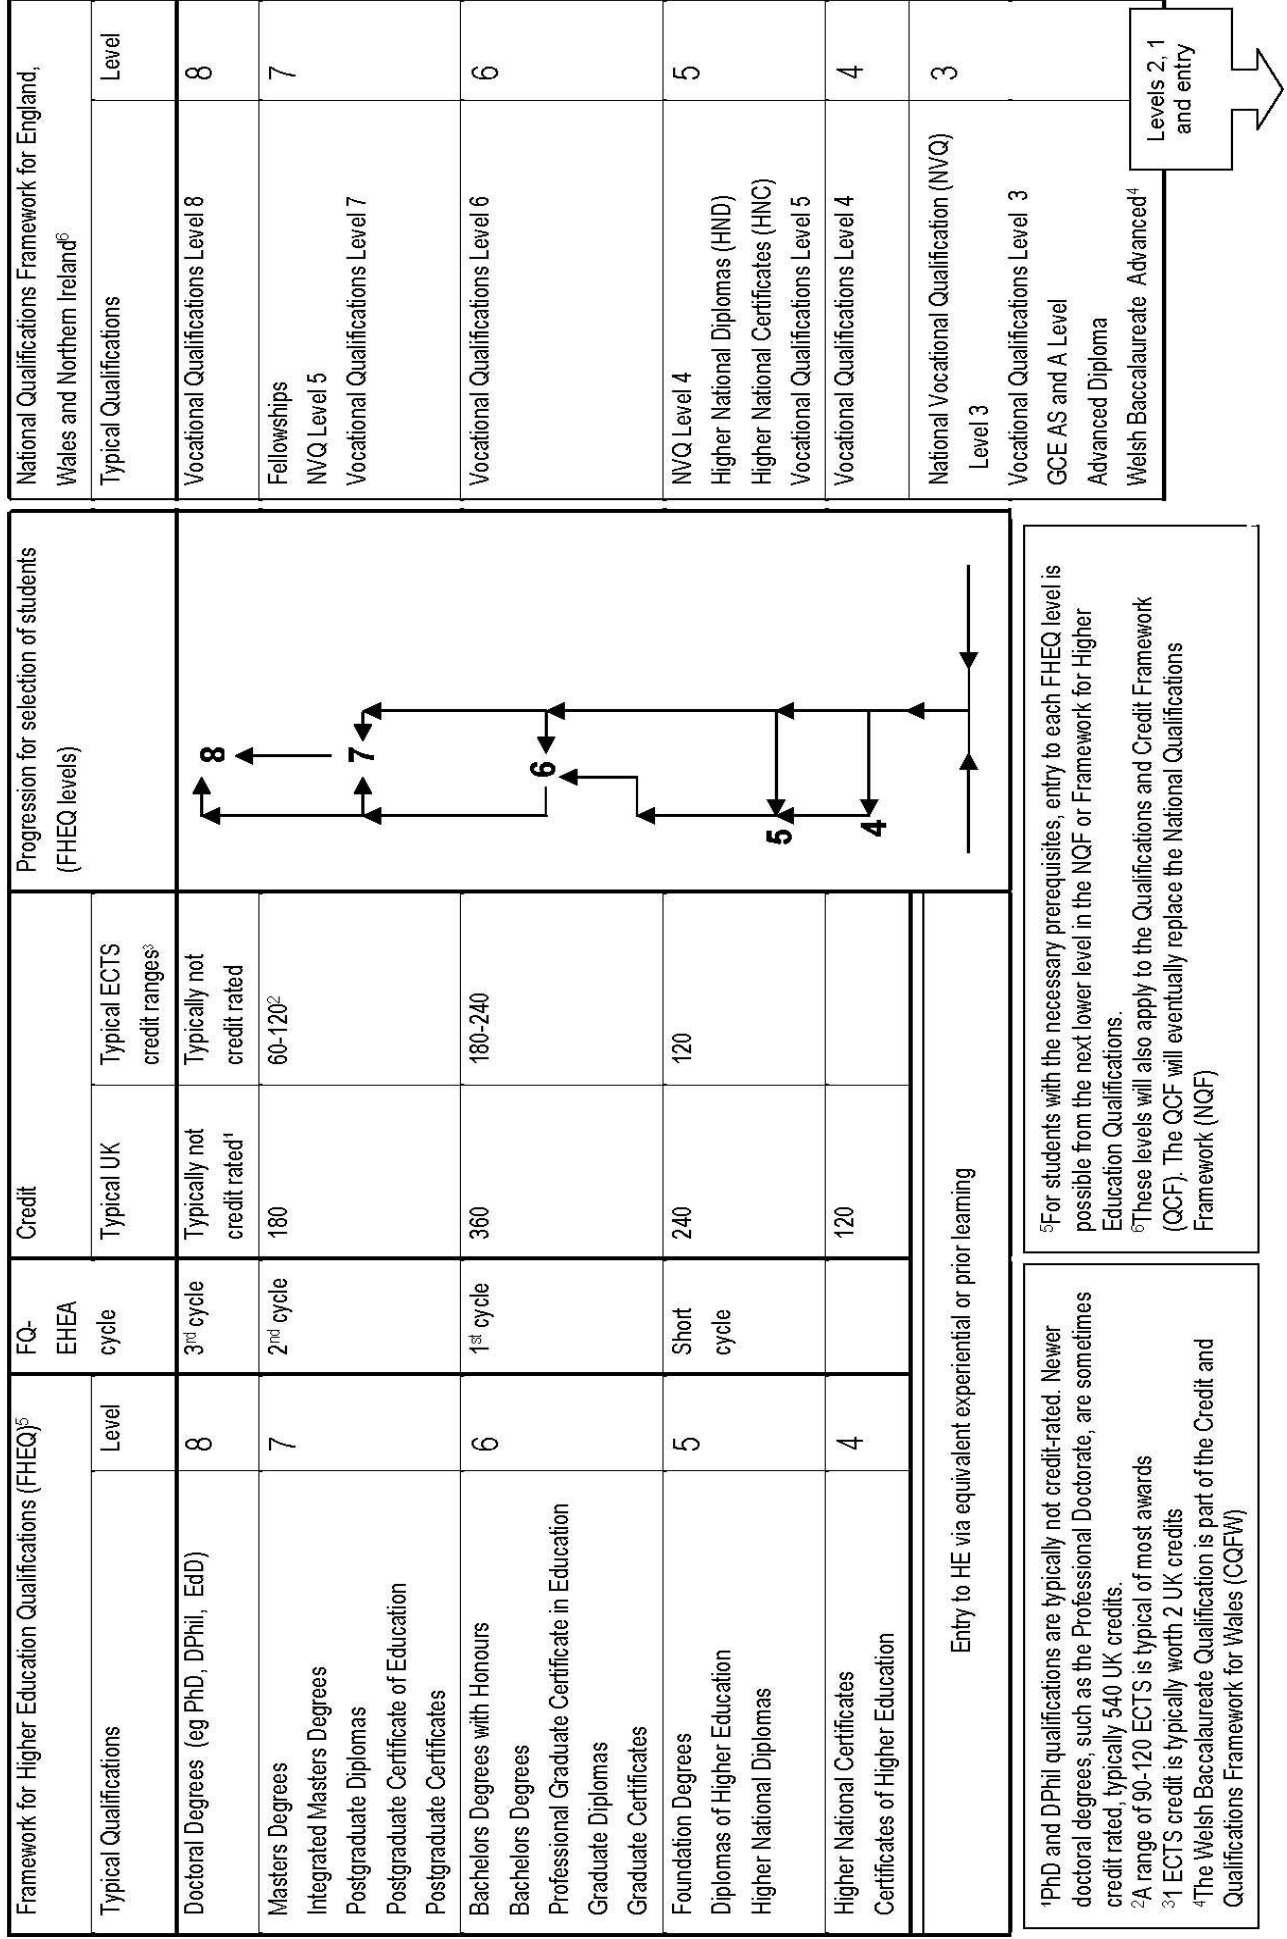 Framework for Higher Education Qualifications (FHEQ)⁵
Typical Qualifications
Level
FQ-
EHEA
cycle
Credit
Typical UK
Typical ECTS
credit ranges³
Progression for selection of students
(FHEQ levels)
National Qualifications Framework for England,
Wales and Northern Ireland⁶
Typical Qualifications
Level
Doctoral Degrees (eg PhD, DPhil, EdD)
8
3rd cycle
Typically not
credit rated¹
Typically not
credit rated
8
Vocational Qualifications Level 8
8
Masters Degrees
Integrated Masters Degrees
Postgraduate Diplomas
Postgraduate Certificate of Education
Postgraduate Certificates
7
2nd cycle
180
60-120²
7
Fellowships
NVQ Level 5
Vocational Qualifications Level 7
7
Bachelors Degrees with Honours
Bachelors Degrees
Professional Graduate Certificate in Education
Graduate Diplomas
Graduate Certificates
6
1st cycle
360
180-240
6
Vocational Qualifications Level 6
6
Foundation Degrees
Diplomas of Higher Education
Higher National Diplomas
5
Short
cycle
240
120
5
NVQ Level 4
Higher National Diplomas (HND)
Higher National Certificates (HNC)
Vocational Qualifications Level 5
5
Higher National Certificates
Certificates of Higher Education
4
120
4
Vocational Qualifications Level 4
4
Entry to HE via equivalent experiential or prior learning
National Vocational Qualification (NVQ)
Level 3
Vocational Qualifications Level 3
GCE AS and A Level
Advanced Diploma
Welsh Baccalaureate Advanced⁴
3
Levels 2, 1
and entry
¹PhD and DPhil qualifications are typically not credit-rated. Newer
doctoral degrees, such as the Professional Doctorate, are sometimes
credit rated, typically 540 UK credits.
²A range of 90-120 ECTS is typical of most awards
³1 ECTS credit is typically worth 2 UK credits
⁴The Welsh Baccalaureate Qualification is part of the Credit and
Qualifications Framework for Wales (CQFW)
⁵For students with the necessary prerequisites, entry to each FHEQ level is
possible from the next lower level in the NQF or Framework for Higher
Education Qualifications.
⁶These levels will also apply to the Qualifications and Credit Framework
(QCF). The QCF will eventually replace the National Qualifications
Framework (NQF)